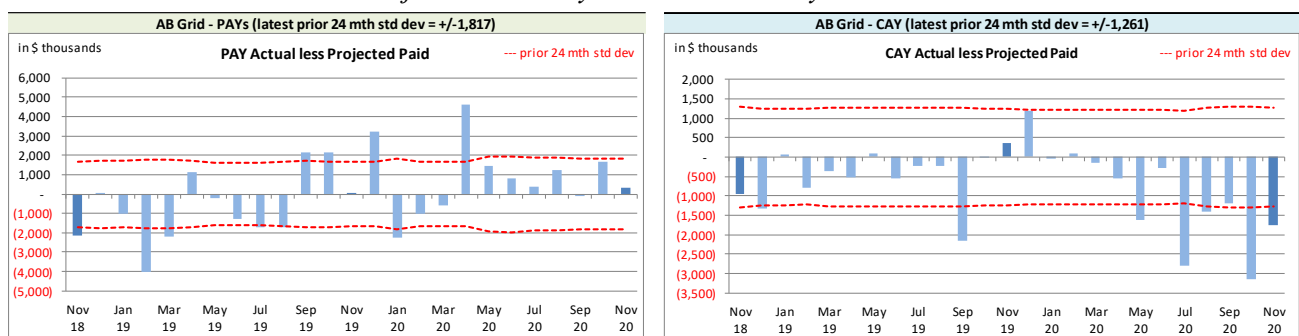 AB Grid - PAYs (latest prior 24 mth std dev = +/-1,817)
in $ thousands
PAY Actual less Projected Paid
--- prior 24 mth std dev
6,000
5,000
4,000
3,000
2,000
1,000
-
(1,000)
(2,000)
(3,000)
(4,000)
(5,000)
Nov Jan Mar May Jul Sep Nov Jan Mar May Jul Sep Nov
18 19 19 19 19 19 19 20 20 20 20 20 20
AB Grid - CAY (latest prior 24 mth std dev = +/-1,261)
in $ thousands
CAY Actual less Projected Paid
--- prior 24 mth std dev
2,000
1,500
1,000
500
-
(500)
(1,000)
(1,500)
(2,000)
(2,500)
(3,000)
(3,500)
Nov Jan Mar May Jul Sep Nov Jan Mar May Jul Sep Nov
18 19 19 19 19 19 19 20 20 20 20 20 20